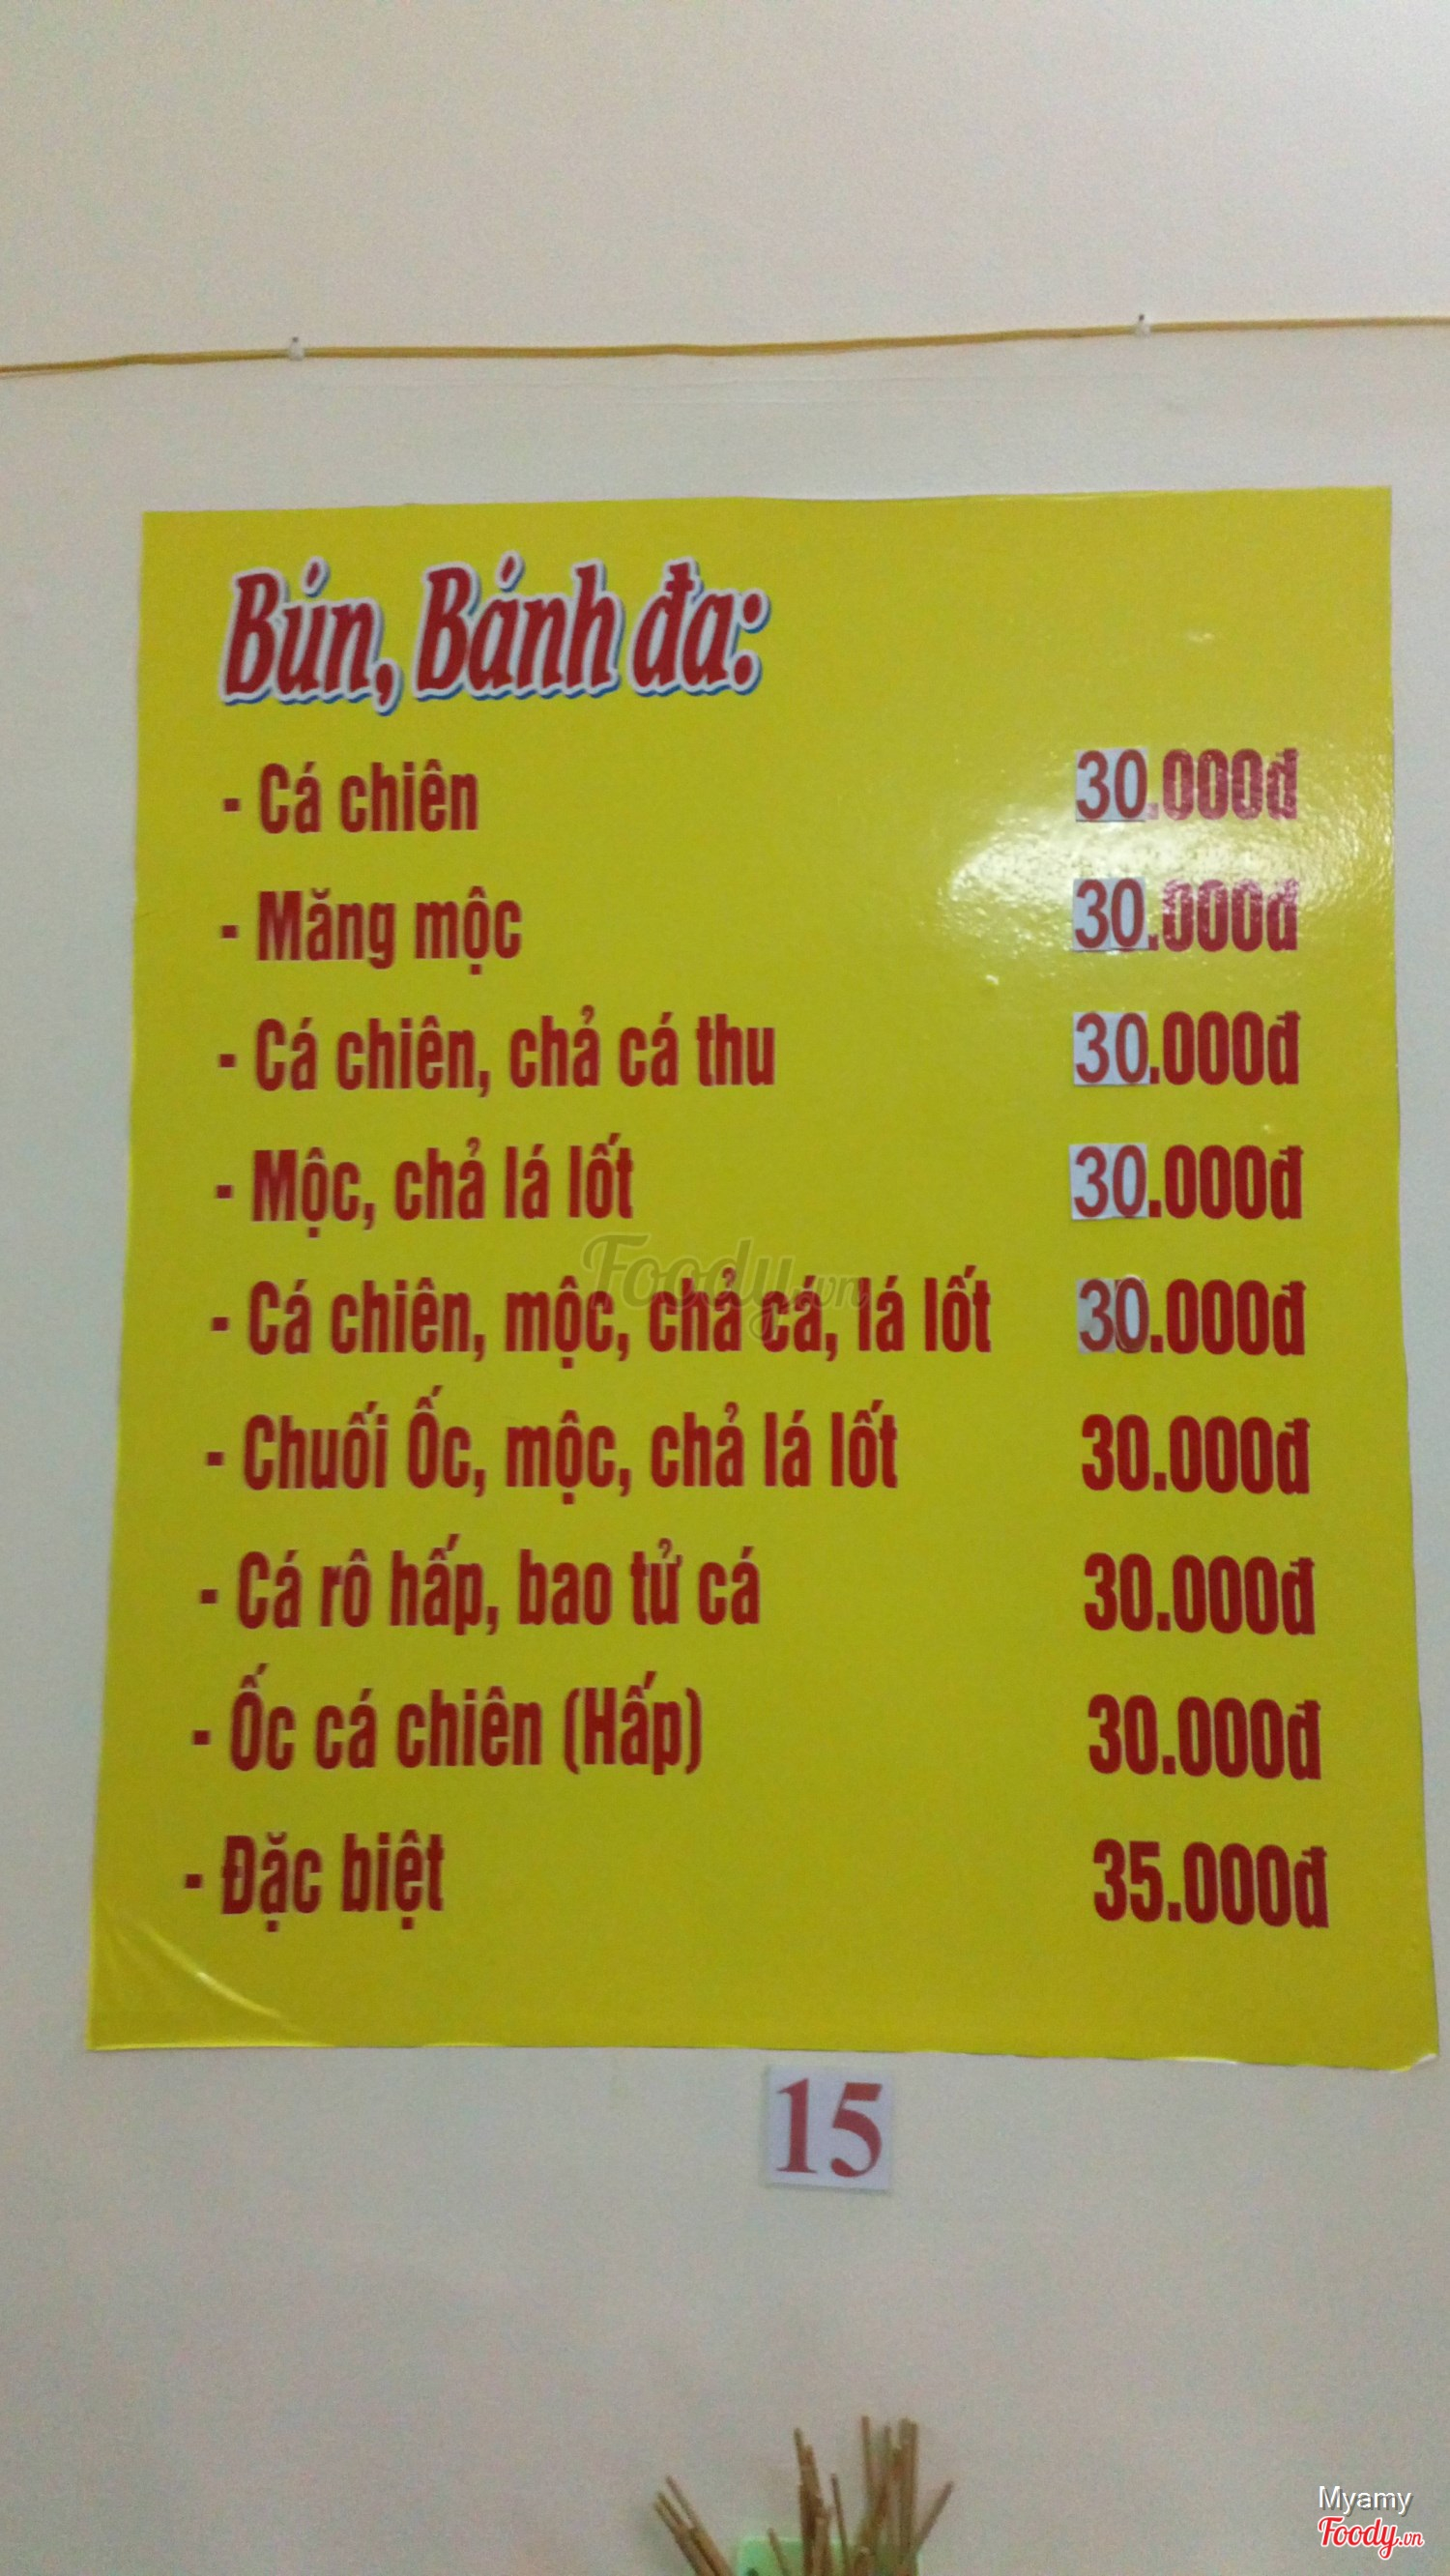 Bún, Bánh đa:
- Cá chiên 30.000đ
- Măng mộc 30.000đ
- Cá chiên, chả cá thu 30.000đ
- Mộc, chả lá lốt 30.000đ
- Cá chiên, mộc, chả cá, lá lốt 30.000đ
- Chuối Ốc, mộc, chả lá lốt 30.000đ
- Cá rô hấp, bao tử cá 30.000đ
- Ốc cá chiên (Hấp) 30.000đ
- Đặc biệt 35.000đ
Foody.vn
15
Myamy
Foody.vn